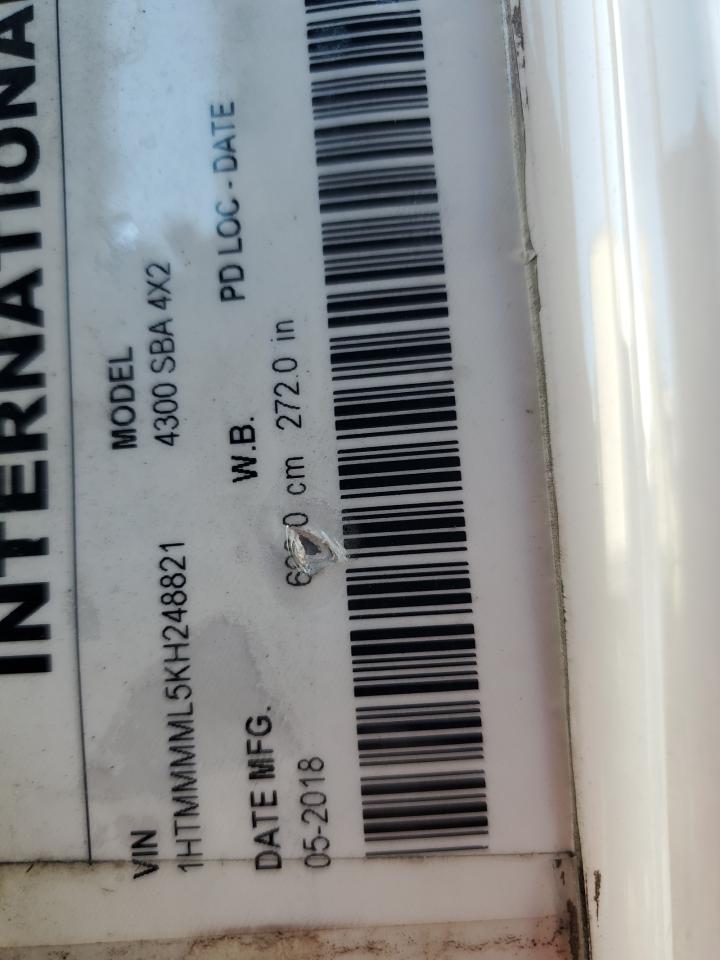 INTERNATIONA
VIN MODEL
1HTMMMML5KH248821 4300 SBA 4X2
DATE MFG. W.B. PD LOC - DATE
05-2018 cm 272.0 in